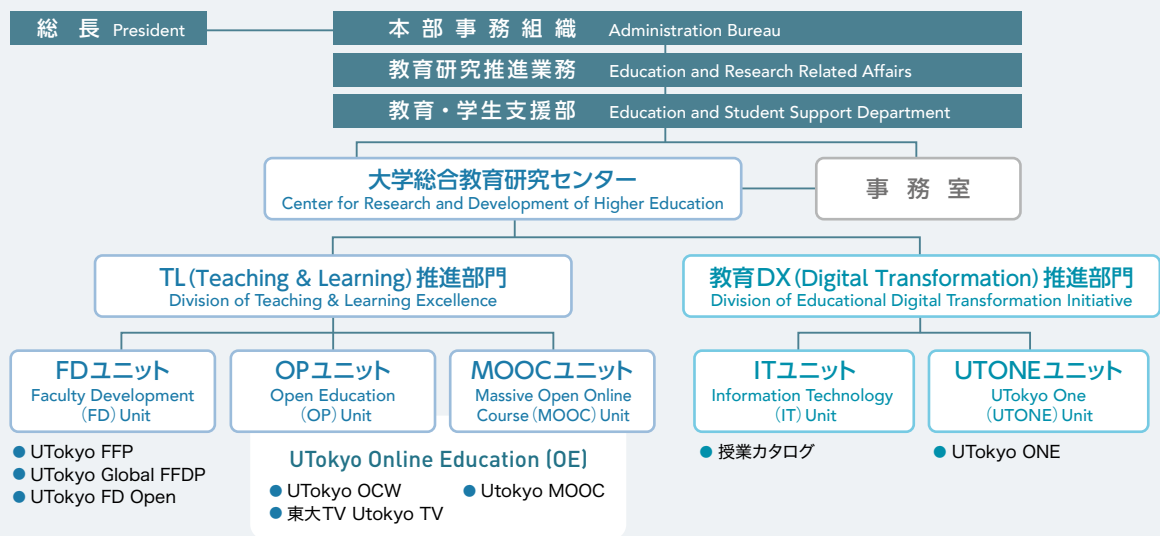 総長 President
本部事務組織 Administration Bureau
教育研究推進業務 Education and Research Related Affairs
教育・学生支援部 Education and Student Support Department
大学総合教育研究センター
Center for Research and Development of Higher Education
事務室
TL(Teaching & Learning)推進部門
Division of Teaching & Learning Excellence
教育DX(Digital Transformation)推進部門
Division of Educational Digital Transformation Initiative
FDユニット
Faculty Development
(FD)Unit
OPユニット
Open Education
(OP)Unit
MOOCユニット
Massive Open Online
Course(MOOC)Unit
ITユニット
Information Technology
(IT)Unit
UTONEユニット
UTokyo One
(UTONE)Unit
● UTokyo FFP
● UTokyo Global FFDP
● UTokyo FD Open
UTokyo Online Education (OE)
● UTokyo OCW
● 東大TV Utokyo TV
● Utokyo MOOC
● 授業カタログ
● UTokyo ONE